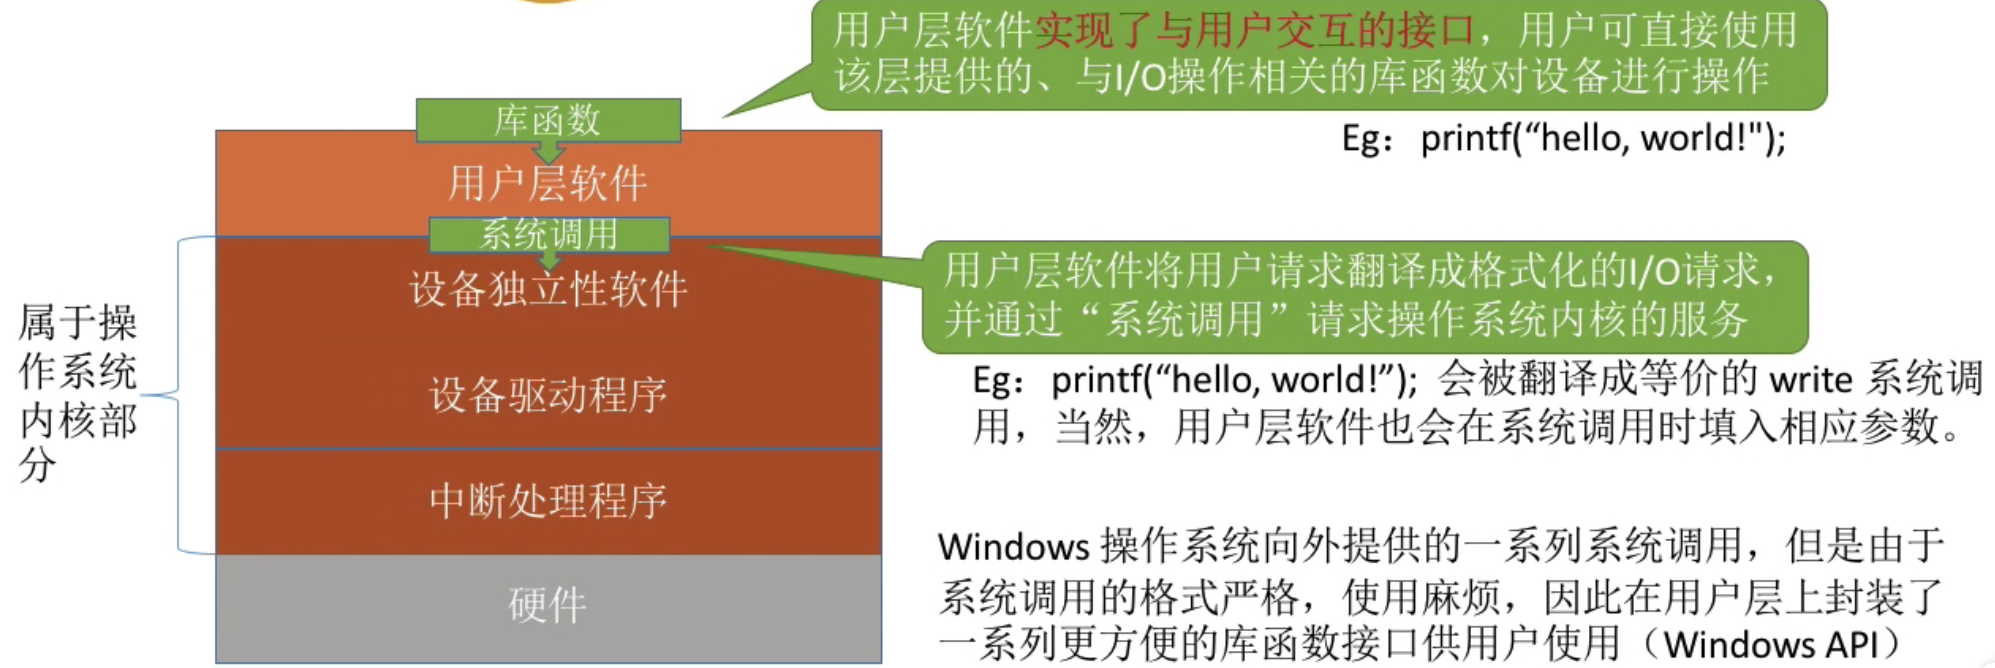 用户层软件实现了与用户交互的接口，用户可直接使用
该层提供的、与I/O操作相关的库函数对设备进行操作
库函数
Eg： printf(“hello, world!");
用户层软件
系统调用
用户层软件将用户请求翻译成格式化的I/O请求，
并通过“系统调用”请求操作系统内核的服务
设备独立性软件
属于操
作系统
内核部
分
Eg： printf(“hello, world!”); 会被翻译成等价的 write 系统调
用，当然，用户层软件也会在系统调用时填入相应参数。
设备驱动程序
中断处理程序
Windows 操作系统向外提供的一系列系统调用，但是由于
系统调用的格式严格，使用麻烦，因此在用户层上封装了
一系列更方便的库函数接口供用户使用（Windows API）
硬件